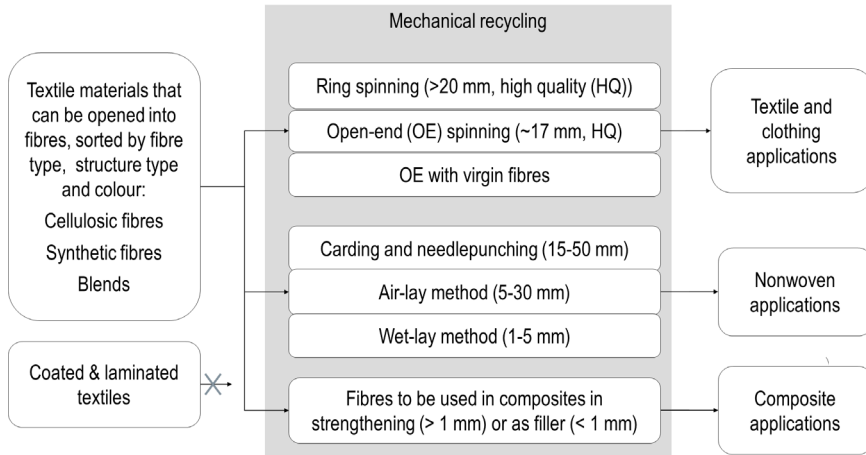 Mechanical recycling
Textile materials that
can be opened into
fibres, sorted by fibre
type, structure type
and colour:
Cellulosic fibres
Synthetic fibres
Blends
Coated & laminated
textiles
Ring spinning (>20 mm, high quality (HQ))
Open-end (OE) spinning (~17 mm, HQ)
OE with virgin fibres
Carding and needlepunching (15-50 mm)
Air-lay method (5-30 mm)
Wet-lay method (1-5 mm)
Fibres to be used in composites in
strengthening (> 1 mm) or as filler (< 1 mm)
Textile and
clothing
applications
Nonwoven
applications
Composite
applications